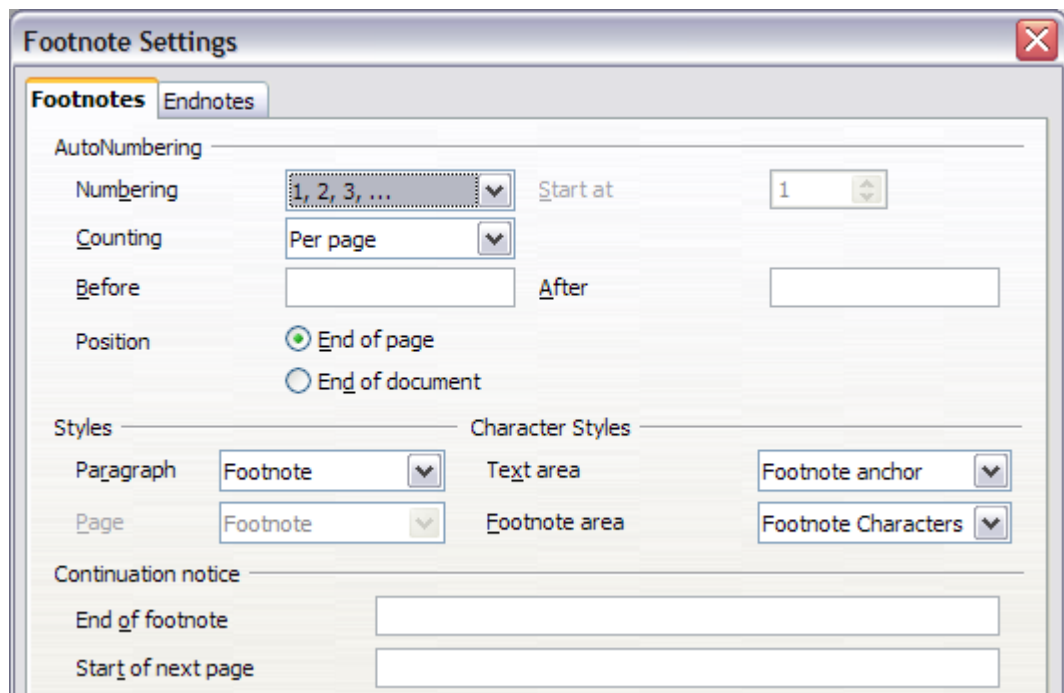 Footnote Settings
Footnotes Endnotes
AutoNumbering
Numbering 1, 2, 3, ... Start at 1
Counting Per page
Before After
Position End of page
End of document
Styles Character Styles
Paragraph Footnote Text area Footnote anchor
Page Footnote Footnote area Footnote Characters
Continuation notice
End of footnote
Start of next page